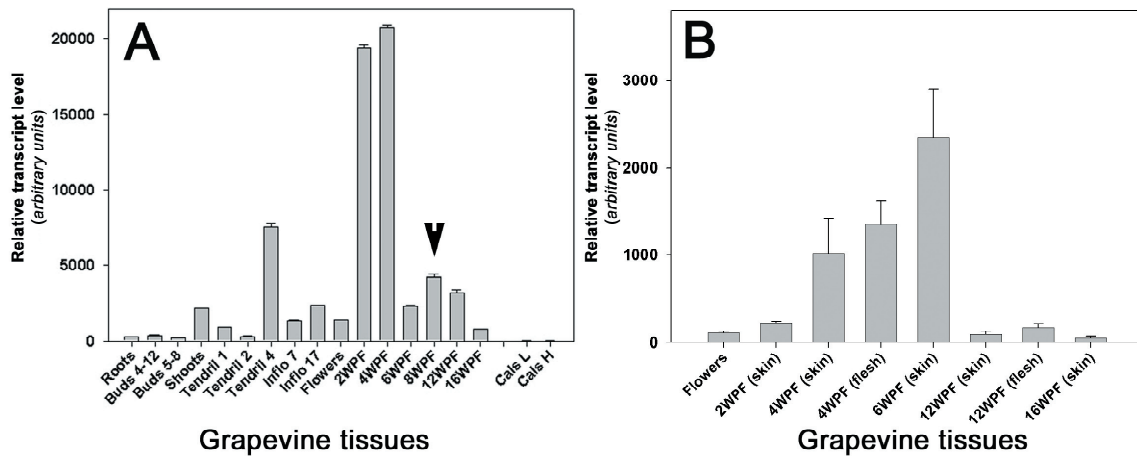 A
Relative transcript level
(arbitrary units)
20000
15000
10000
5000
0
Roots
Buds 4-12
Buds 5-8
Shoots
Tendril 1
Tendril 2
Tendril 4
Inflo 7
Inflo 17
Flowers
2WPF
4WPF
6WPF
8WPF
12WPF
16WPF
Cals L
Cals H
Grapevine tissues
B
Relative transcript level
(arbitrary units)
3000
2000
1000
0
Flowers
2WPF (skin)
4WPF (skin)
4WPF (flesh)
6WPF (skin)
12WPF (skin)
12WPF (flesh)
16WPF (skin)
Grapevine tissues